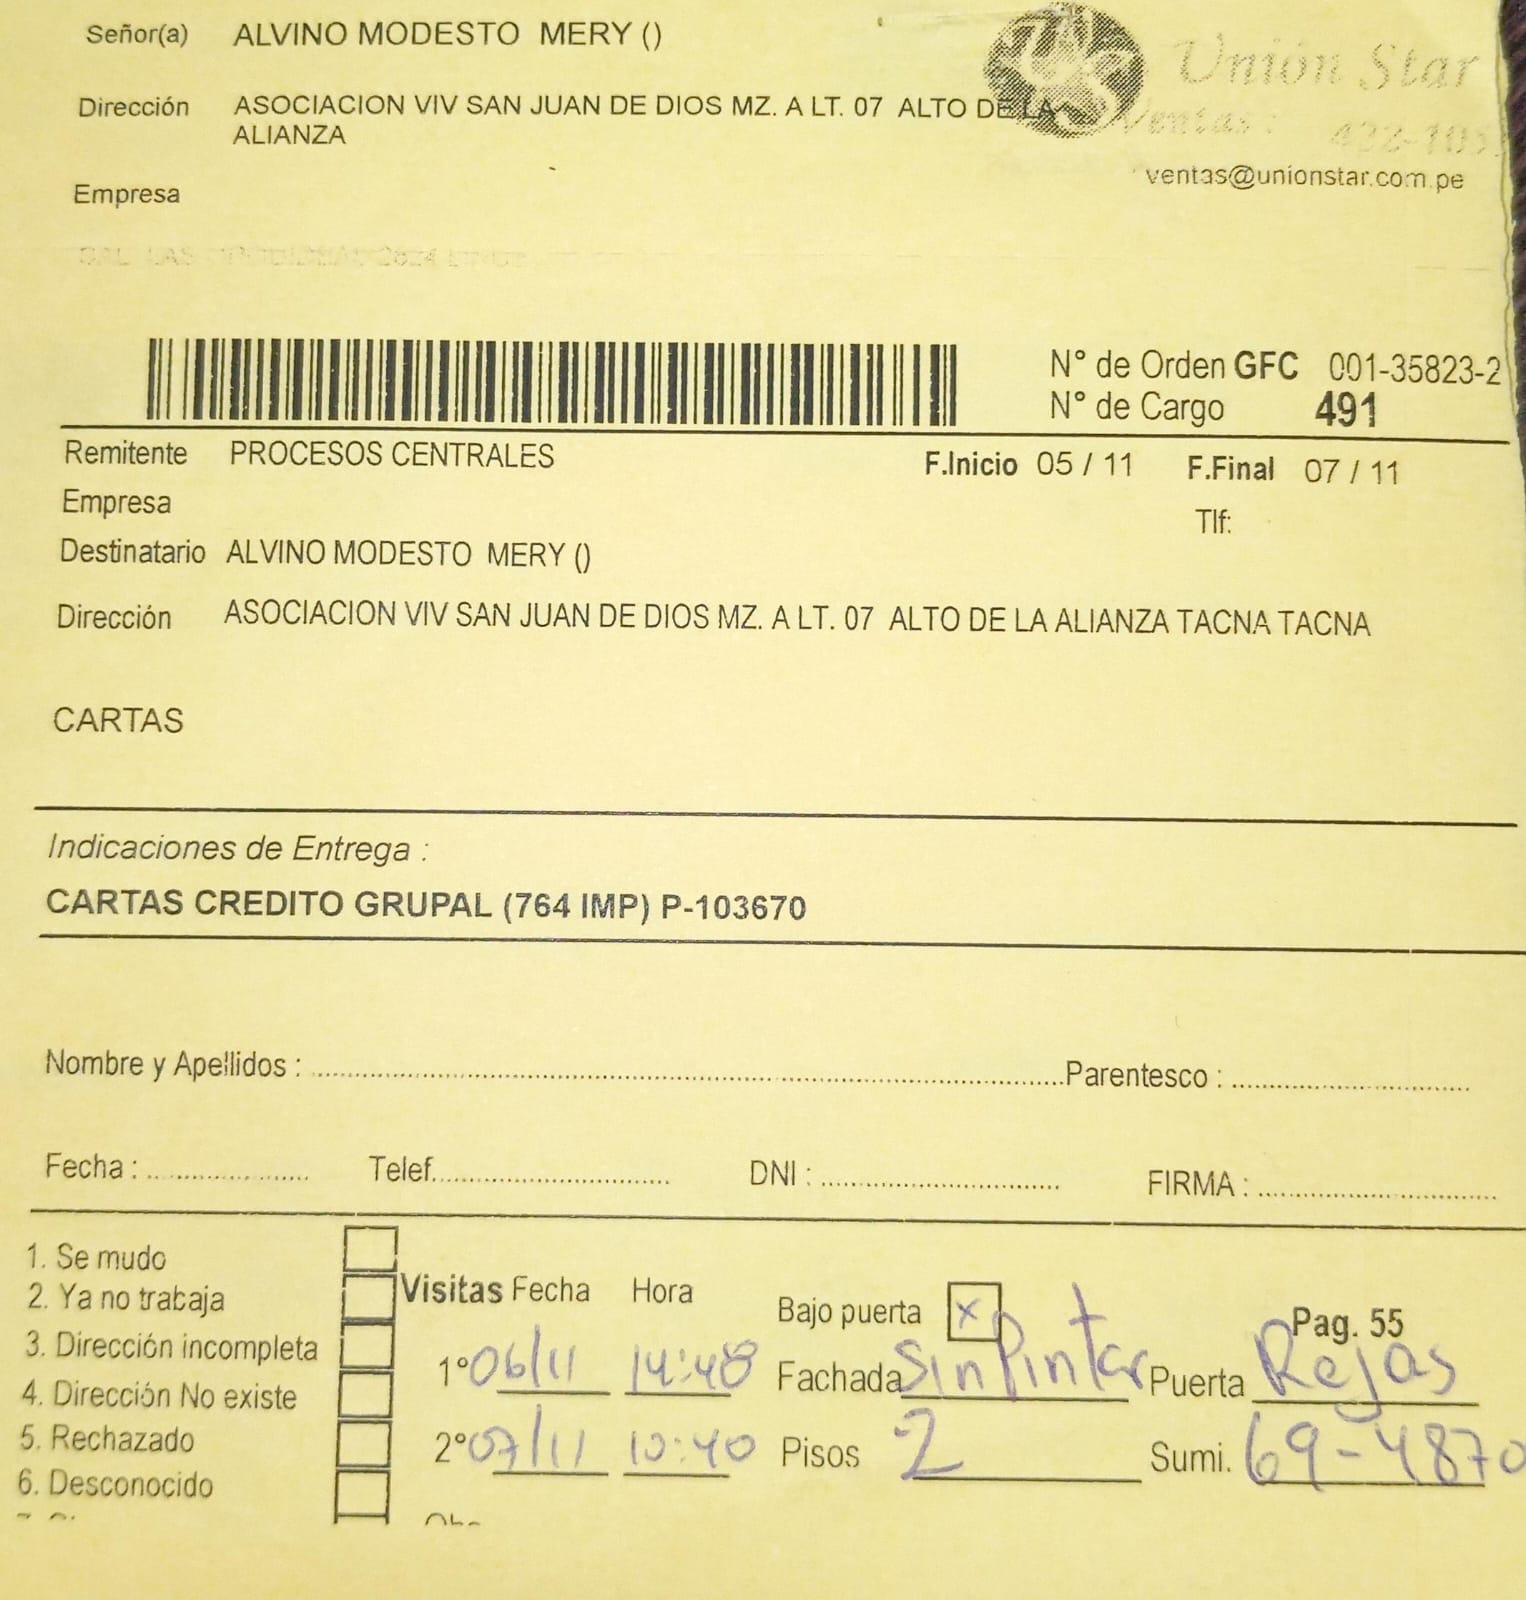 Señor(a) ALVINO MODESTO MERY ()
Unión Star
Dirección ASOCIACION VIV SAN JUAN DE DIOS MZ. A LT. 07 ALTO DE LA
ALIANZA
Ventas:
ventas@unionstar.com.pe
Empresa
N° de Orden GFC 001-35823-2
N° de Cargo 491
Remitente PROCESOS CENTRALES
F.Inicio 05 / 11 F.Final 07 / 11
Empresa
Tlf:
Destinatario ALVINO MODESTO MERY ()
Dirección ASOCIACION VIV SAN JUAN DE DIOS MZ. A LT. 07 ALTO DE LA ALIANZA TACNA TACNA
CARTAS
Indicaciones de Entrega :
CARTAS CREDITO GRUPAL (764 IMP) P-103670
Nombre y Apellidos : Parentesco :
Fecha : Telef. DNI : FIRMA :
1. Se mudo
2. Ya no trabaja
3. Dirección incompleta
4. Dirección No existe
5. Rechazado
6. Desconocido
Visitas Fecha Hora
1° 06/11 14:48
2° 07/11 10:40
Bajo puerta x
Pag. 55
Fachada Sin Pintar Puerta Rejas
Pisos 2 Sumi. 69-4870